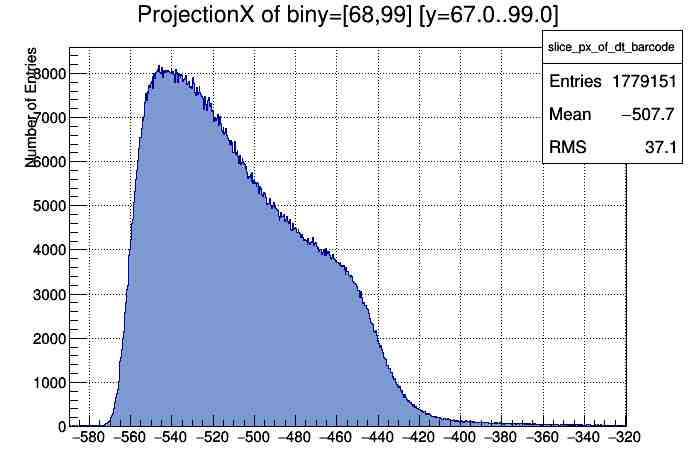 ProjectionX of biny=[68,99] [y=67.0..99.0]
slice_px_of_dt_barcode
Entries 1779151
Mean −507.7
RMS 37.1
Number of Entries
8000
7000
6000
5000
4000
3000
2000
1000
0
−580 −560 −540 −520 −500 −480 −460 −440 −420 −400 −380 −360 −340 −320